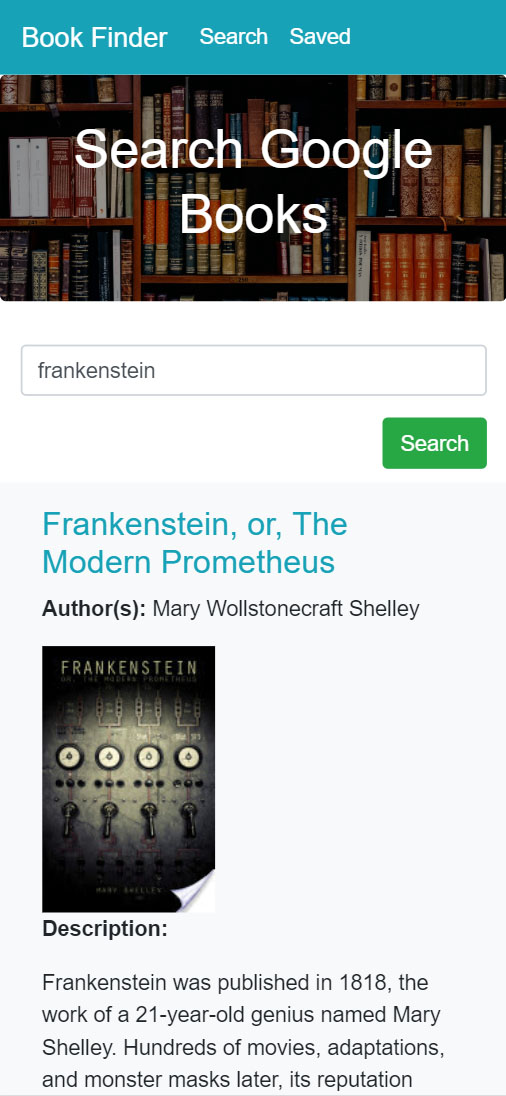 Book Finder Search Saved
Search Google
Books
frankenstein
Search
Frankenstein, or, The
Modern Prometheus
Author(s): Mary Wollstonecraft Shelley
FRANKENSTEIN
OR, THE MODERN PROMETHEUS
MARY SHELLEY
Description:
Frankenstein was published in 1818, the
work of a 21-year-old genius named Mary
Shelley. Hundreds of movies, adaptations,
and monster masks later, its reputation